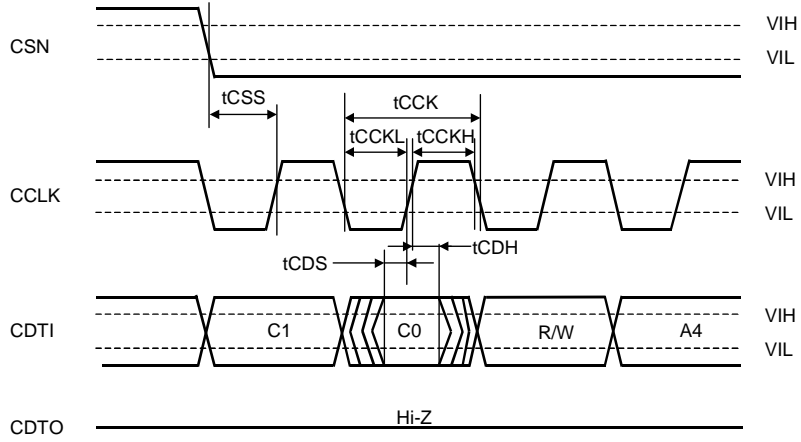 CSN
VIH
VIL
tCSS
tCCK
tCCKL
tCCKH
CCLK
VIH
VIL
tCDS
tCDH
CDTI
C1
C0
R/W
A4
VIH
VIL
CDTO
Hi-Z